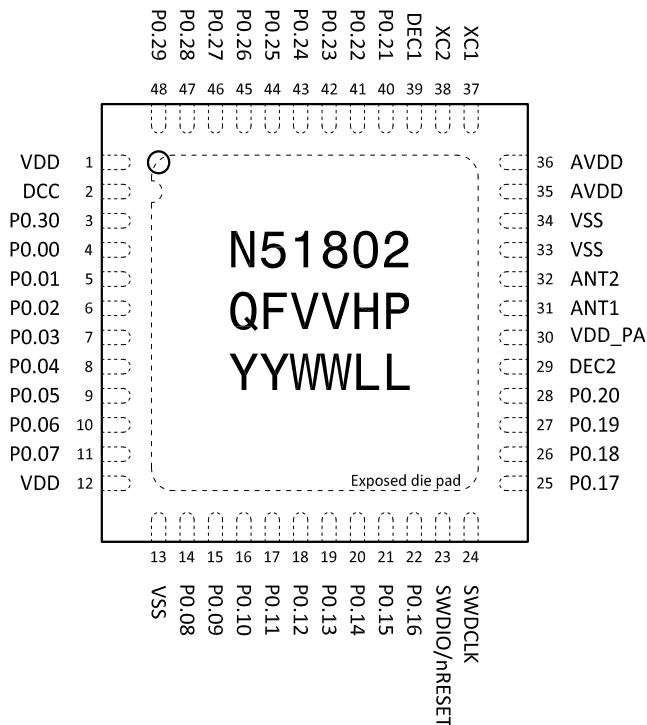 P0.29 P0.28 P0.27 P0.26 P0.25 P0.24 P0.23 P0.22 P0.21 DEC1 XC2 XC1
48 47 46 45 44 43 42 41 40 39 38 37
VDD 1
DCC 2
P0.30 3
P0.00 4
P0.01 5
P0.02 6
P0.03 7
P0.04 8
P0.05 9
P0.06 10
P0.07 11
VDD 12
N51802
QFVVHP
YYWWLL
Exposed die pad
36 AVDD
35 AVDD
34 VSS
33 VSS
32 ANT2
31 ANT1
30 VDD_PA
29 DEC2
28 P0.20
27 P0.19
26 P0.18
25 P0.17
13 14 15 16 17 18 19 20 21 22 23 24
VSS P0.08 P0.09 P0.10 P0.11 P0.12 P0.13 P0.14 P0.15 P0.16 SWDIO/nRESET SWDCLK